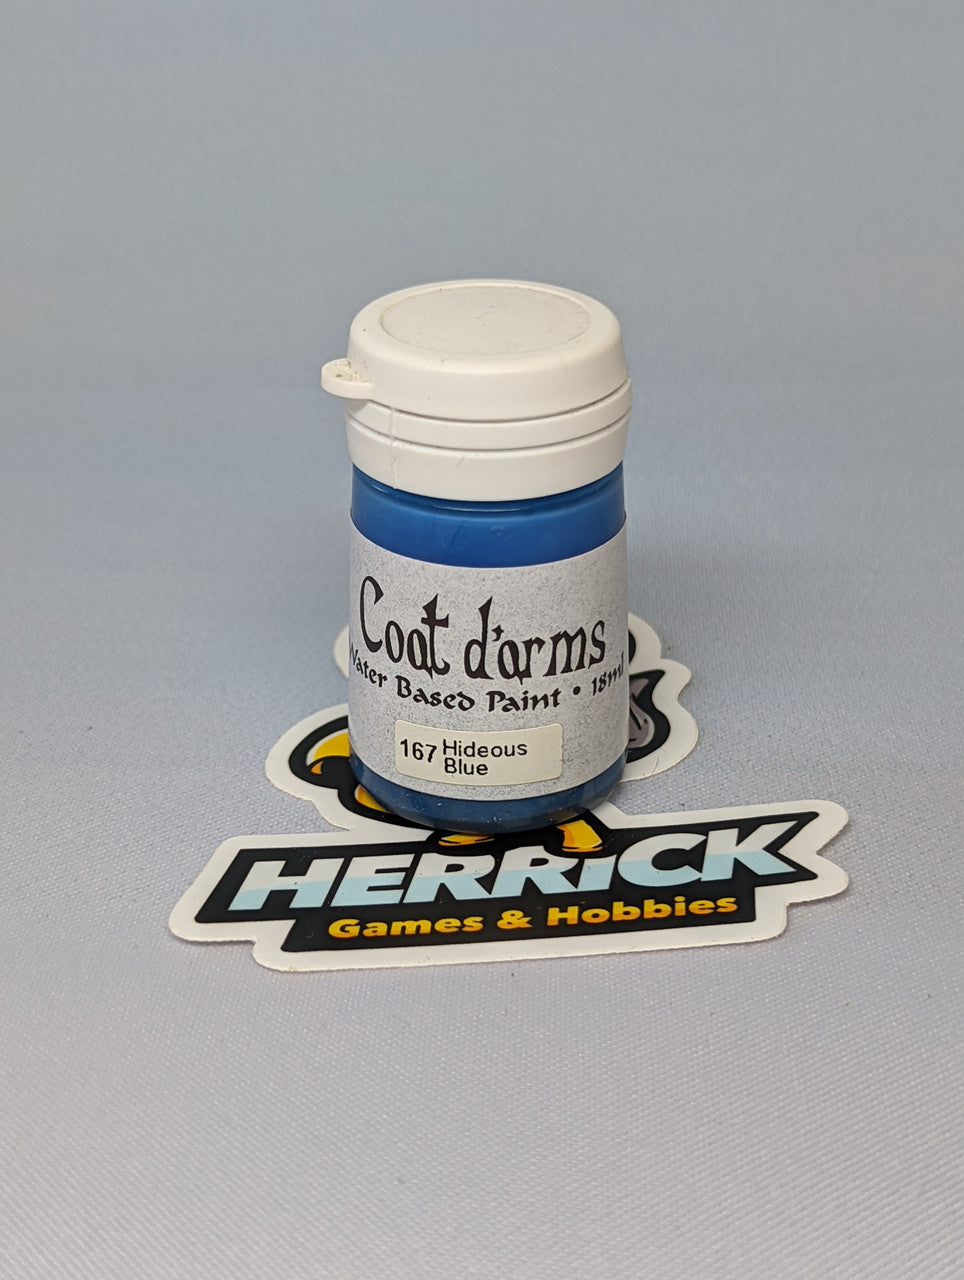 Coat d'arms
Water Based Paint • 18ml
167 Hideous
Blue
HERRICK
Games & Hobbies